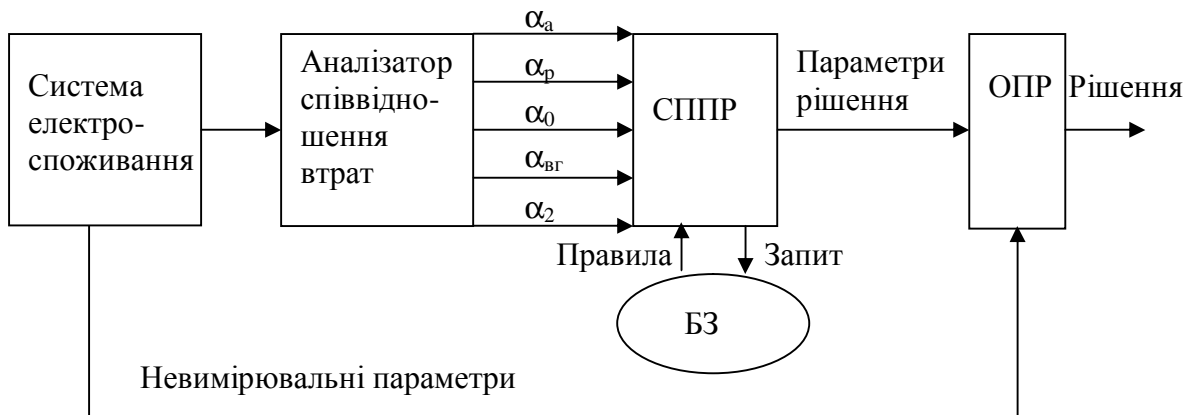 Система
електро-
споживання
Аналізатор
співвідно-
шення
втрат
αа
αр
α0
αвг
α2
СППР
Параметри
рішення
ОПР
Рішення
Правила
Запит
БЗ
Невимірювальні параметри